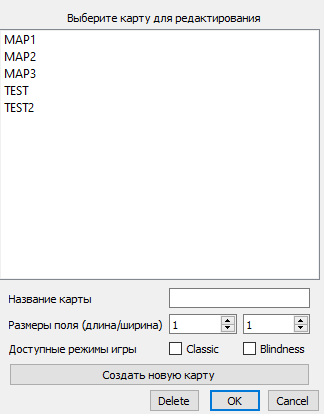 Выберите карту для редактирования
MAP1
MAP2
MAP3
TEST
TEST2
Название карты
Размеры поля (длина/ширина) 1 1
Доступные режимы игры Classic Blindness
Создать новую карту
Delete OK Cancel